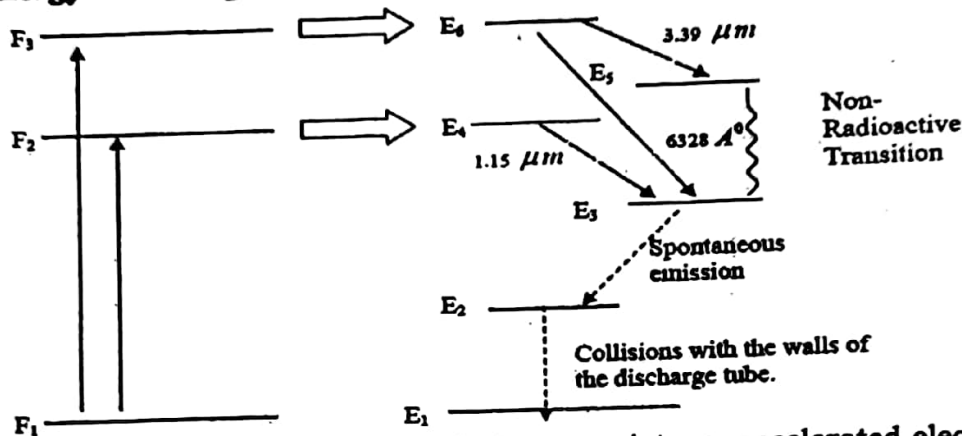 F₃
E₆
3.39 μm
E₅
Non-
Radioactive
Transition
F₂
E₄
6328 A⁰
1.15 μm
E₃
Spontaneous
emission
E₂
Collisions with the walls of
the discharge tube.
F₁
E₁